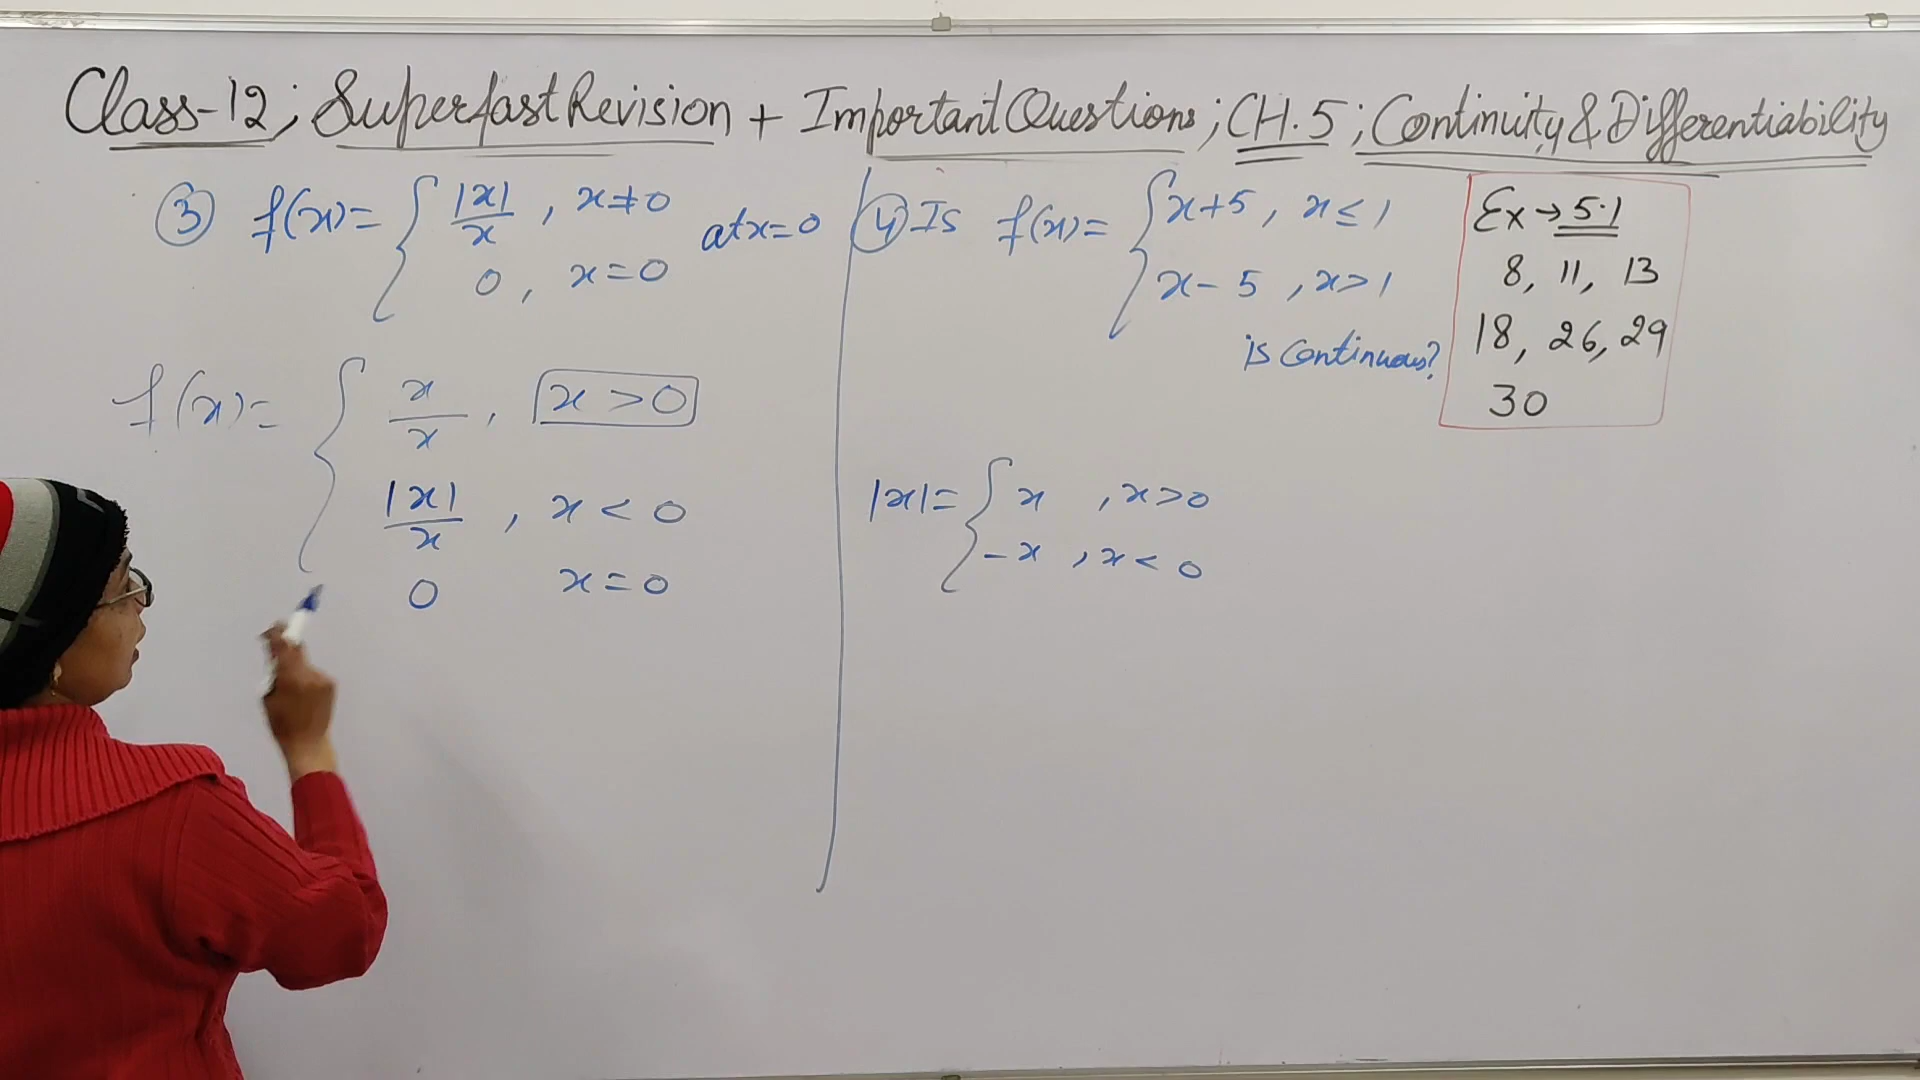 Class-12; Superfast Revision + Important Questions; CH.5; Continuity & Differentiability
③ f(x)= { |x|/x , x≠0
0 , x=0
at x=0
f(x)= { x/x , x>0
|x|/x , x<0
0 x=0
④ Is f(x)= { x+5 , x≤1
x-5 , x>1
is Continuous?
|x|= { x , x>0
-x , x<0
Ex→5.1
8, 11, 13
18, 26, 29
30